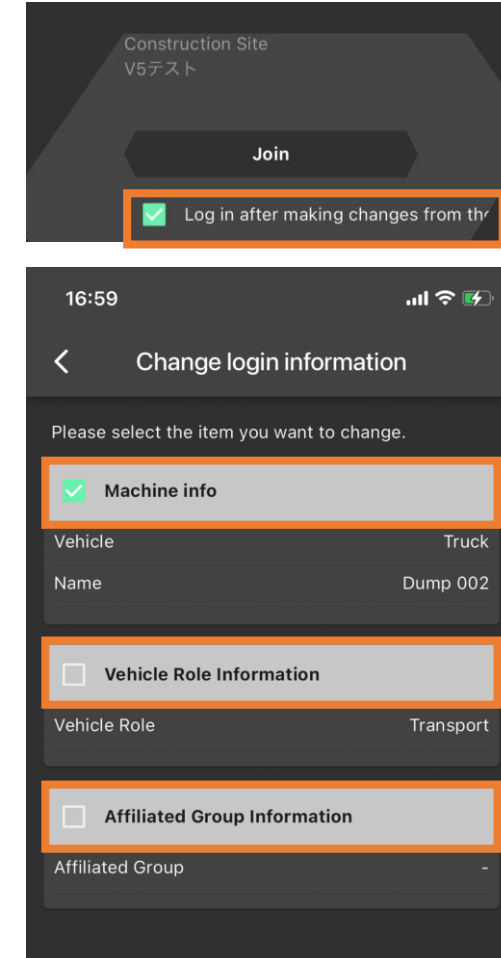 Construction Site
V5テスト
Join
Log in after making changes from
16:59
Change login information
Please select the item you want to change.
Machine info
Vehicle Truck
Name Dump 002
Vehicle Role Information
Vehicle Role Transport
Affiliated Group Information
Affiliated Group -